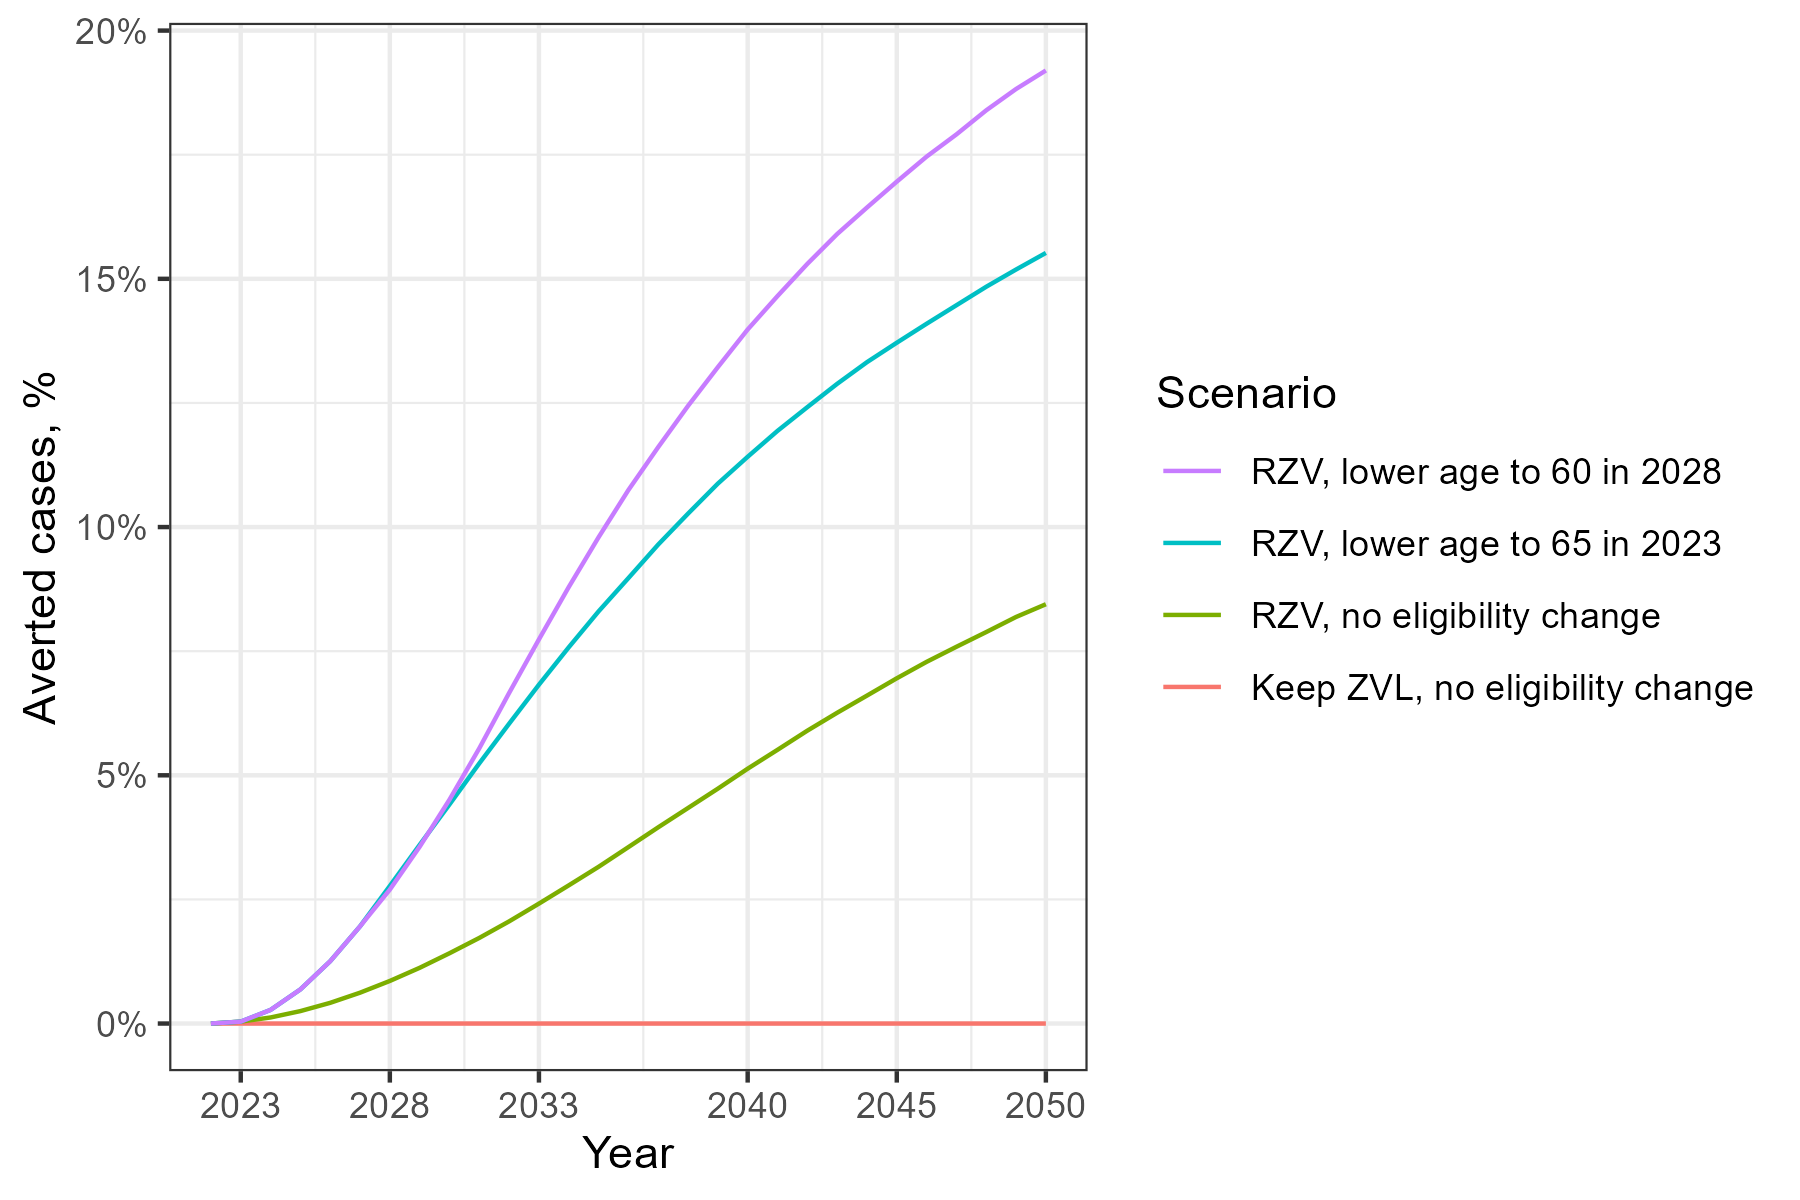 20%
15%
10%
5%
0%
Averted cases, %
2023
2028
2033
2040
2045
2050
Year
Scenario
RZV, lower age to 60 in 2028
RZV, lower age to 65 in 2023
RZV, no eligibility change
Keep ZVL, no eligibility change